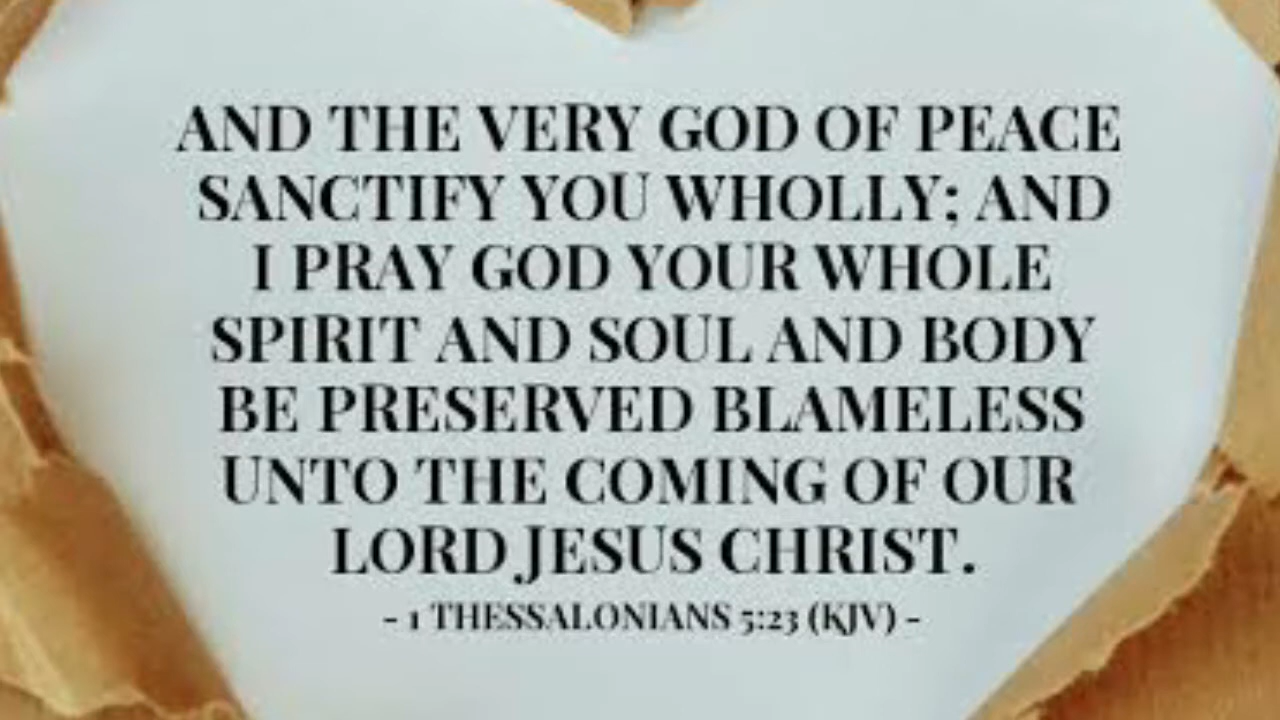 AND THE VERY GOD OF PEACE
SANCTIFY YOU WHOLLY; AND
I PRAY GOD YOUR WHOLE
SPIRIT AND SOUL AND BODY
BE PRESERVED BLAMELESS
UNTO THE COMING OF OUR
LORD JESUS CHRIST.
- 1 THESSALONIANS 5:23 (KJV) -